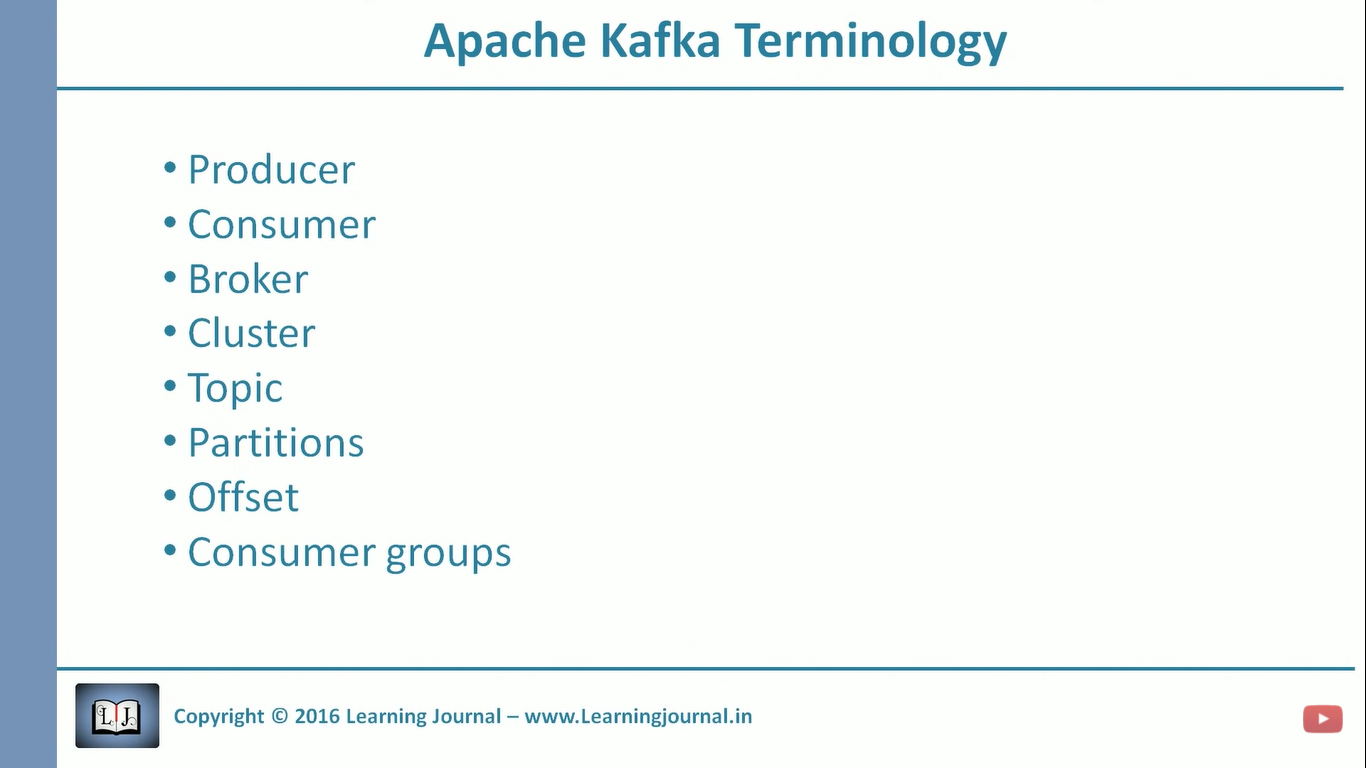 Apache Kafka Terminology
• Producer
• Consumer
• Broker
• Cluster
• Topic
• Partitions
• Offset
• Consumer groups
LJ
Copyright © 2016 Learning Journal – www.Learningjournal.in